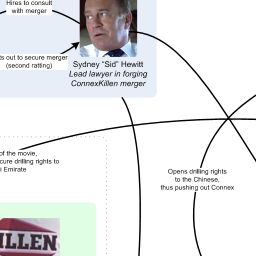 Hires to consult
with merger
ts out to secure merger
(second ratting)
Sydney "Sid" Hewitt
Lead lawyer in forging
ConnexKillen merger
of the movie,
cure drilling rights to
i Emirate
Opens drilling rights
to the Chinese,
thus pushing out Connex
ILLEN